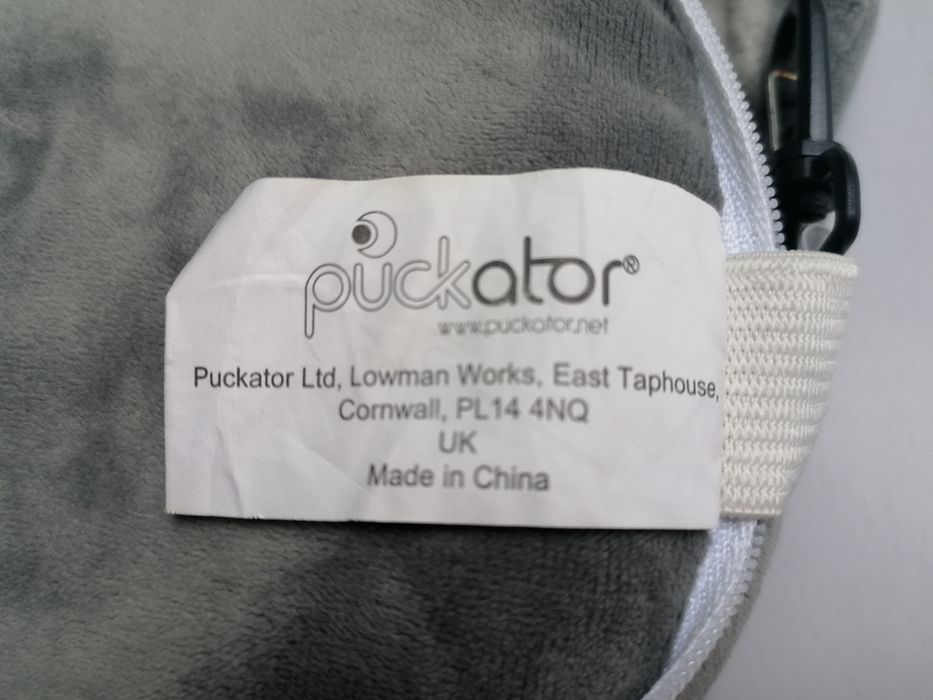 puckator®
www.puckator.net
Puckator Ltd, Lowman Works, East Taphouse,
Cornwall, PL14 4NQ
UK
Made in China